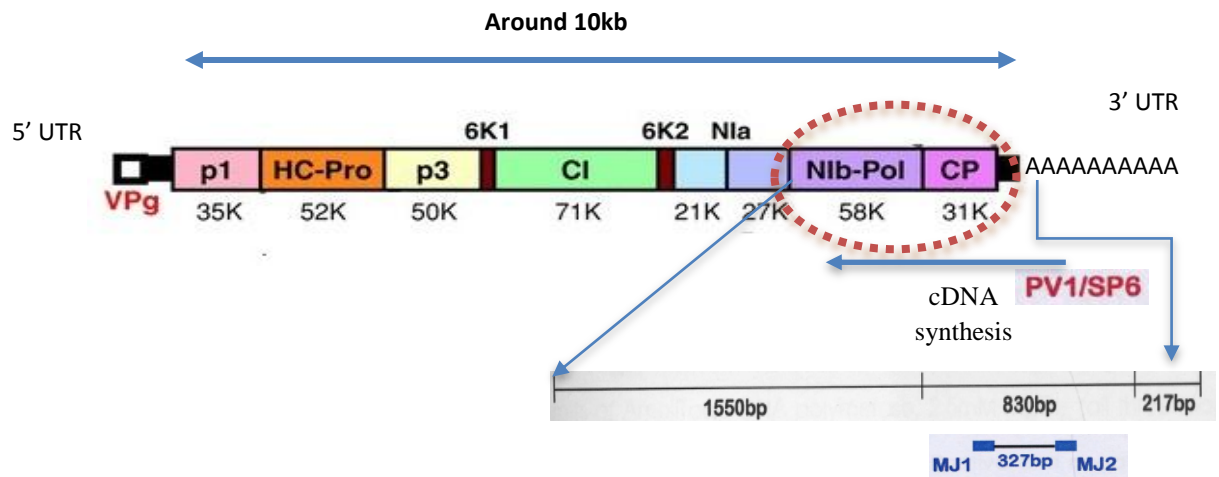 Around 10kb
5’ UTR
3’ UTR
6K1
6K2
NIa
VPg
p1
HC-Pro
p3
CI
NIb-Pol
CP
AAAAAAAAAA
35K
52K
50K
71K
21K
27K
58K
31K
cDNA
synthesis
PV1/SP6
1550bp
830bp
217bp
MJ1
327bp
MJ2